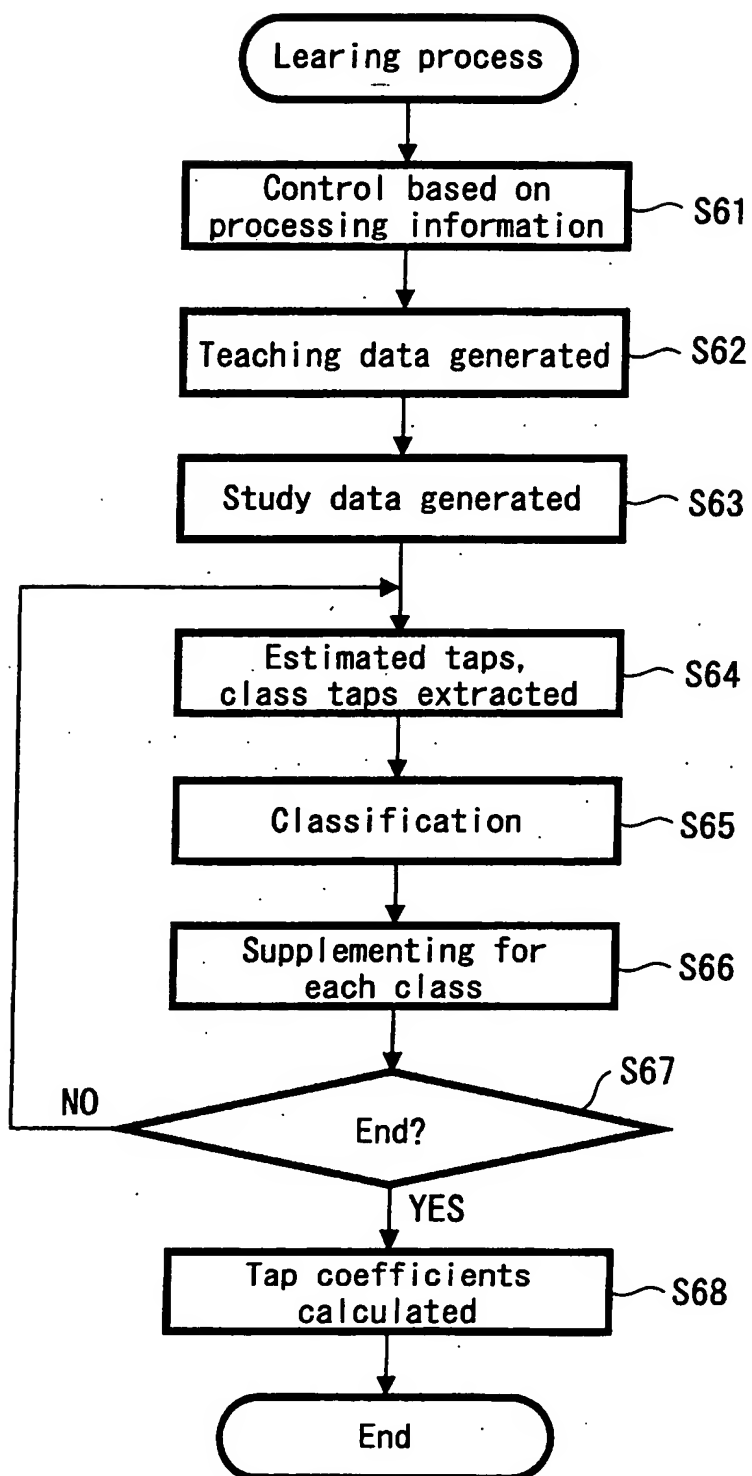 Learing process
Control based on
processing information
S61
Teaching data generated
S62
Study data generated
S63
Estimated taps,
class taps extracted
S64
Classification
S65
Supplementing for
each class
S66
S67
NO
End?
YES
Tap coefficients
calculated
S68
End